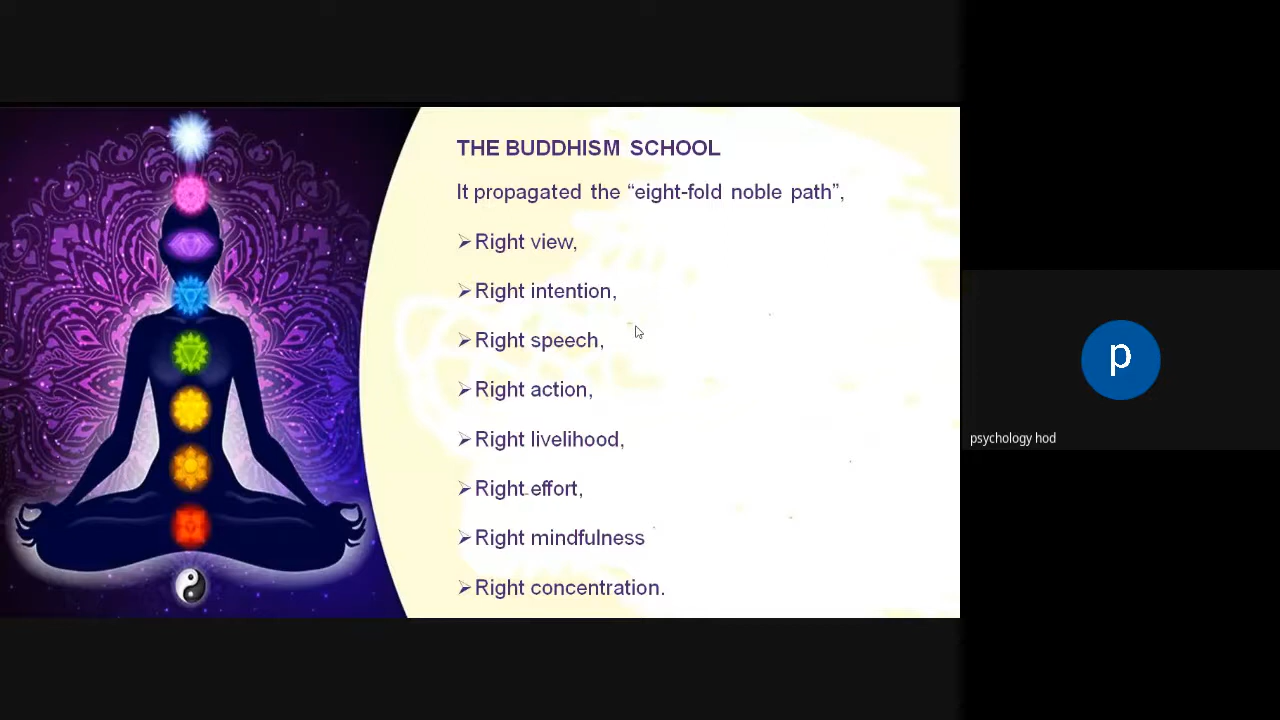 THE BUDDHISM SCHOOL
It propagated the “eight-fold noble path”,
➢Right view,
➢Right intention,
➢Right speech,
➢Right action,
➢Right livelihood,
➢Right effort,
➢Right mindfulness
➢Right concentration.
p
psychology hod